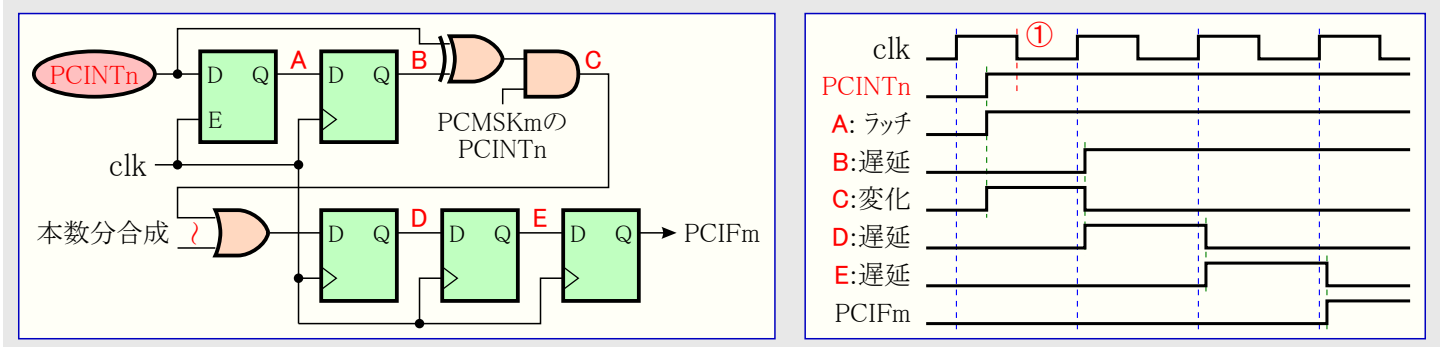 PCINTn
D Q
E
A
D Q
B
C
PCMSKmの
PCINTn
clk
本数分合成
~
D Q
D
D Q
E
D Q
PCIFm
clk
①
PCINTn
A: ラッチ
B:遅延
C:変化
D:遅延
E:遅延
PCIFm